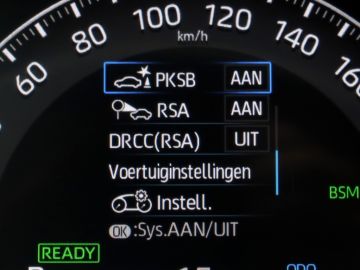 60
80
100
120
140
160
km/h
PKSB AAN
RSA AAN
DRCC(RSA) UIT
Voertuiginstellingen
Instell.
BSM
OK :Sys.AAN/UIT
READY